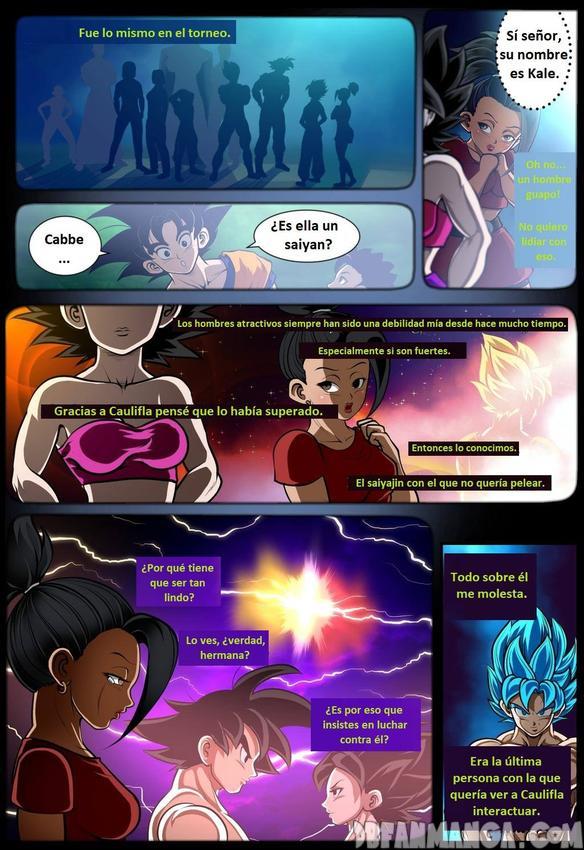 Fue lo mismo en el torneo.
Sí señor,
su nombre
es Kale.
Oh no...
un hombre
guapo!
No quiero
lidiar con
eso.
Cabbe
...
¿Es ella un
saiyan?
Los hombres atractivos siempre han sido una debilidad mía desde hace mucho tiempo.
Especialmente si son fuertes.
Gracias a Caulifla pensé que lo había superado.
Entonces lo conocimos.
El saiyajin con el que no quería pelear.
¿Por qué tiene
que ser tan
lindo?
Lo ves, ¿verdad,
hermana?
¿Es por eso que
insistes en luchar
contra él?
Todo sobre él
me molesta.
Era la última
persona con la que
quería ver a Caulifla
interactuar.
DBFANMANGA.COM